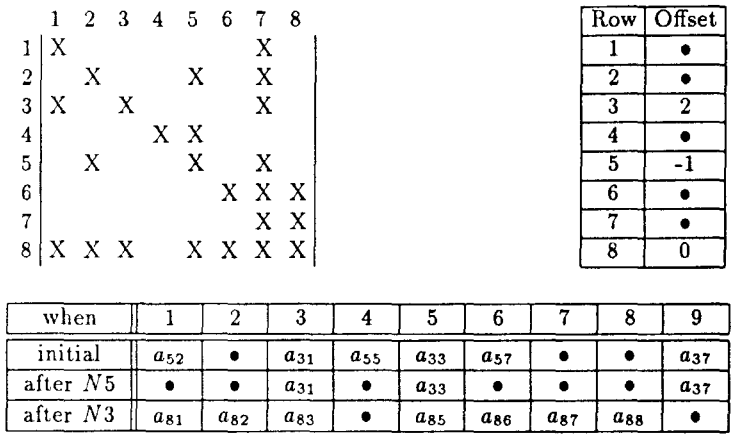 1 2 3 4 5 6 7 8
1 X X
2 X X X
3 X X X
4 X X
5 X X X
6 X X X
7 X X
8 X X X X X X X
Row Offset
1 •
2 •
3 2
4 •
5 -1
6 •
7 •
8 0
when 1 2 3 4 5 6 7 8 9
initial a52 • a31 a55 a33 a57 • • a37
after N5 • • a31 • a33 • • • a37
after N3 a81 a82 a83 • a85 a86 a87 a88 •